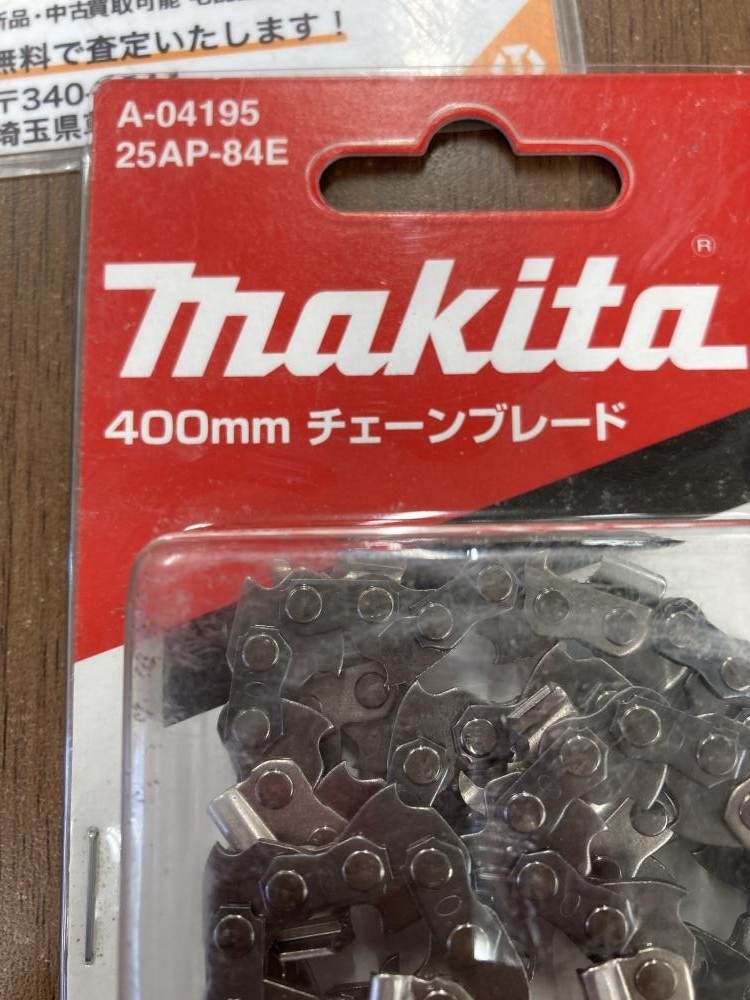 新品・中古買取可能
無料で査定いたします！
〒340-
埼玉県
A-04195
25AP-84E
makita®
400mm チェーンブレード